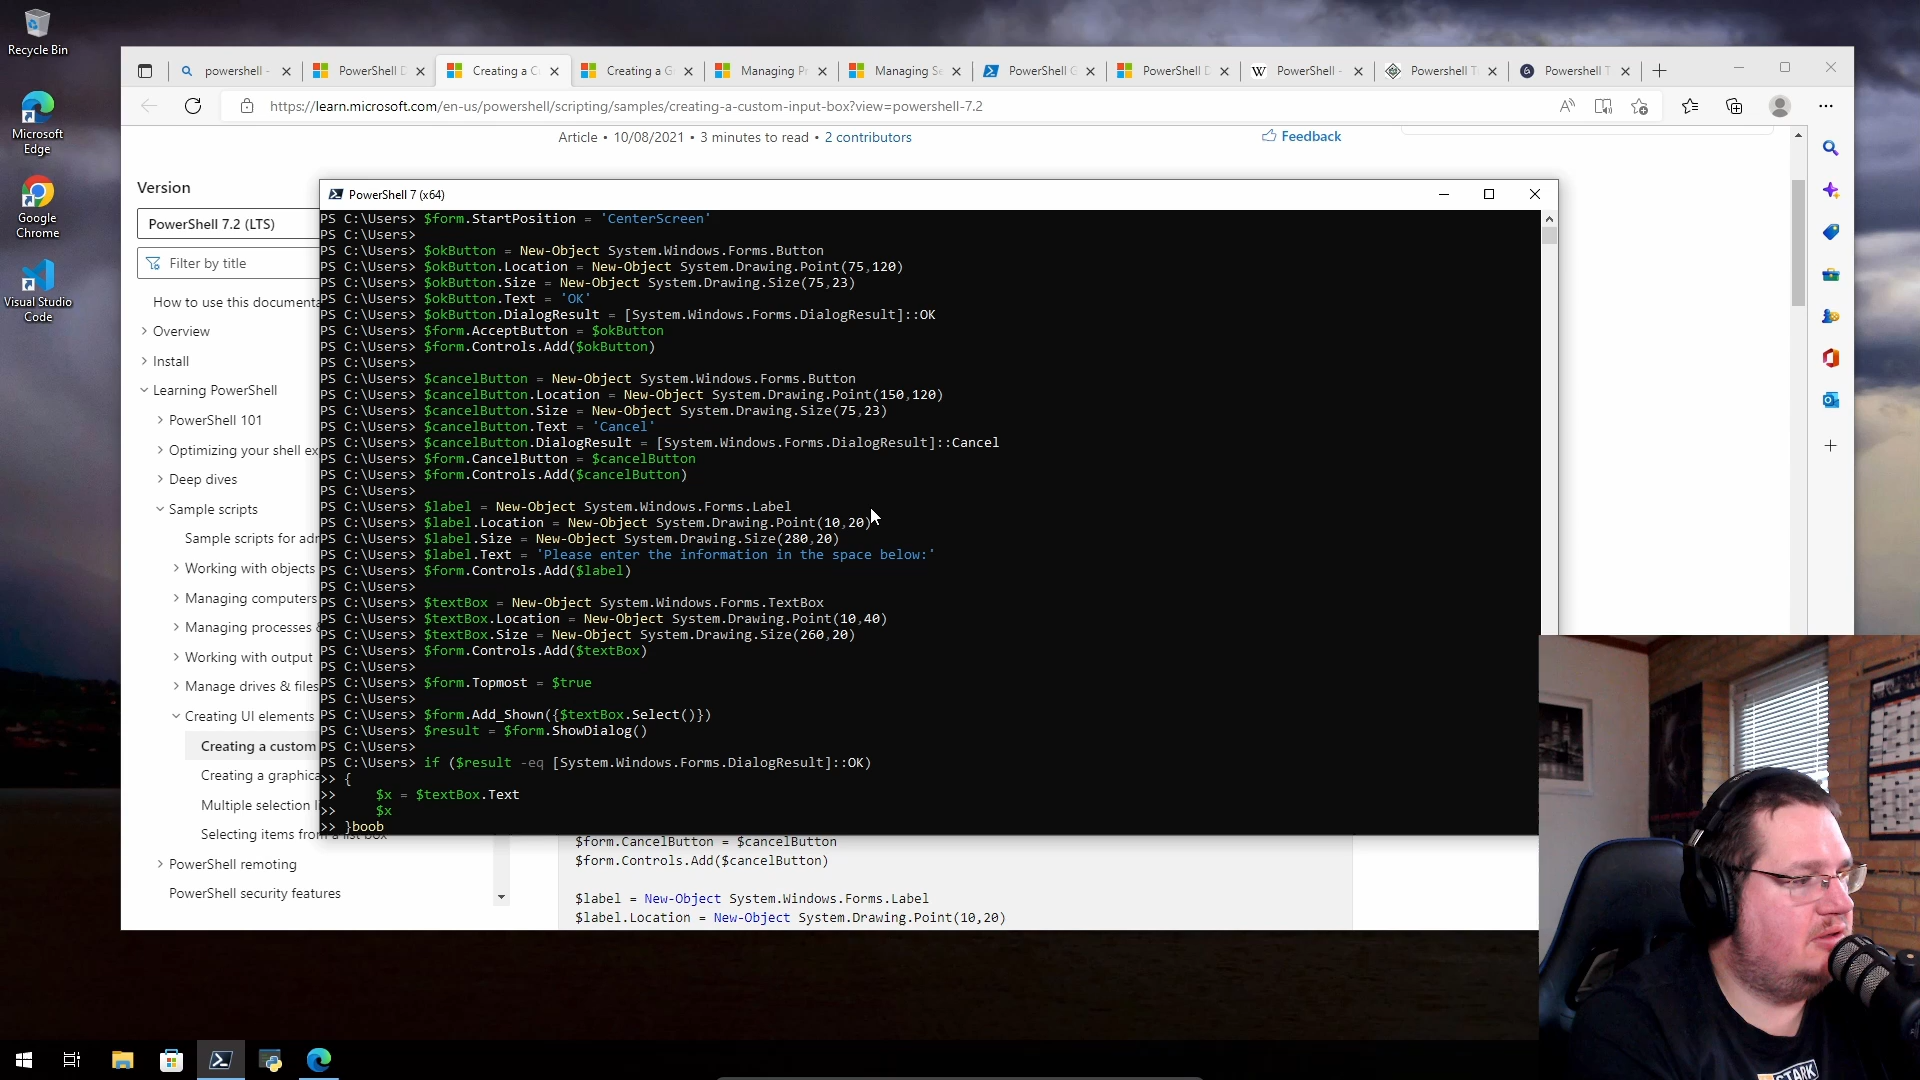 Recycle Bin
Microsoft
Edge
Google
Chrome
Visual Studio
Code
powershell -
PowerShell D
Creating a C
Creating a G
Managing Pr
Managing Se
PowerShell G
PowerShell D
PowerShell -
Powershell T
Powershell T
https://learn.microsoft.com/en-us/powershell/scripting/samples/creating-a-custom-input-box?view=powershell-7.2
Article • 10/08/2021 • 3 minutes to read • 2 contributors
Feedback
Version
PowerShell 7.2 (LTS)
Filter by title
How to use this documenta
Overview
Install
Learning PowerShell
PowerShell 101
Optimizing your shell ex
Deep dives
Sample scripts
Sample scripts for adm
Working with objects
Managing computers
Managing processes &
Working with output
Manage drives & files
Creating UI elements
Creating a custom
Creating a graphica
Multiple selection li
Selecting items from a list box
PowerShell remoting
PowerShell security features
PowerShell 7 (x64)
PS C:\Users> $form.StartPosition = 'CenterScreen'
PS C:\Users>
PS C:\Users> $okButton = New-Object System.Windows.Forms.Button
PS C:\Users> $okButton.Location = New-Object System.Drawing.Point(75,120)
PS C:\Users> $okButton.Size = New-Object System.Drawing.Size(75,23)
PS C:\Users> $okButton.Text = 'OK'
PS C:\Users> $okButton.DialogResult = [System.Windows.Forms.DialogResult]::OK
PS C:\Users> $form.AcceptButton = $okButton
PS C:\Users> $form.Controls.Add($okButton)
PS C:\Users>
PS C:\Users> $cancelButton = New-Object System.Windows.Forms.Button
PS C:\Users> $cancelButton.Location = New-Object System.Drawing.Point(150,120)
PS C:\Users> $cancelButton.Size = New-Object System.Drawing.Size(75,23)
PS C:\Users> $cancelButton.Text = 'Cancel'
PS C:\Users> $cancelButton.DialogResult = [System.Windows.Forms.DialogResult]::Cancel
PS C:\Users> $form.CancelButton = $cancelButton
PS C:\Users> $form.Controls.Add($cancelButton)
PS C:\Users>
PS C:\Users> $label = New-Object System.Windows.Forms.Label
PS C:\Users> $label.Location = New-Object System.Drawing.Point(10,20)
PS C:\Users> $label.Size = New-Object System.Drawing.Size(280,20)
PS C:\Users> $label.Text = 'Please enter the information in the space below:'
PS C:\Users> $form.Controls.Add($label)
PS C:\Users>
PS C:\Users> $textBox = New-Object System.Windows.Forms.TextBox
PS C:\Users> $textBox.Location = New-Object System.Drawing.Point(10,40)
PS C:\Users> $textBox.Size = New-Object System.Drawing.Size(260,20)
PS C:\Users> $form.Controls.Add($textBox)
PS C:\Users>
PS C:\Users> $form.Topmost = $true
PS C:\Users>
PS C:\Users> $form.Add_Shown({$textBox.Select()})
PS C:\Users> $result = $form.ShowDialog()
PS C:\Users>
PS C:\Users> if ($result -eq [System.Windows.Forms.DialogResult]::OK)
>> {
>>     $x = $textBox.Text
>>     $x
>> }boob
$form.CancelButton = $cancelButton
$form.Controls.Add($cancelButton)
$label = New-Object System.Windows.Forms.Label
$label.Location = New-Object System.Drawing.Point(10,20)
STARK